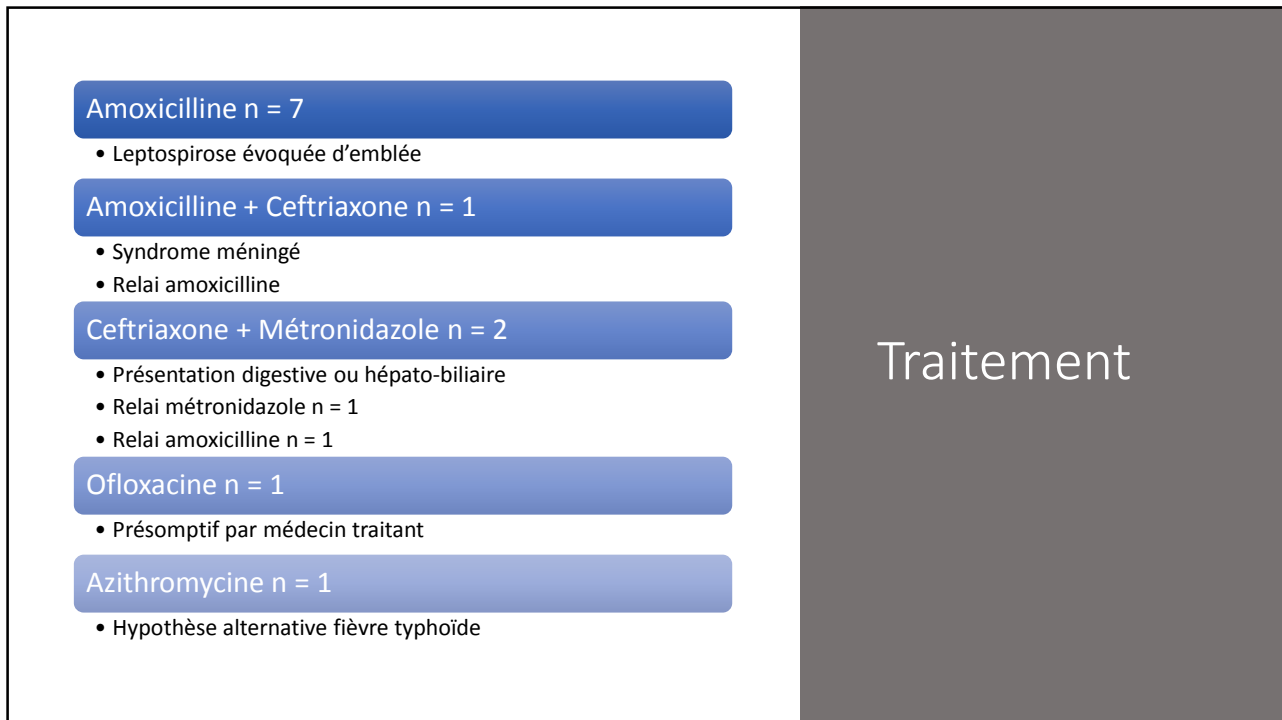 Amoxicilline n = 7
• Leptospirose évoquée d’emblée
Amoxicilline + Ceftriaxone n = 1
• Syndrome méningé
• Relai amoxicilline
Ceftriaxone + Métronidazole n = 2
• Présentation digestive ou hépato-biliaire
• Relai métronidazole n = 1
• Relai amoxicilline n = 1
Ofloxacine n = 1
• Présomptif par médecin traitant
Azithromycine n = 1
• Hypothèse alternative fièvre typhoïde
Traitement